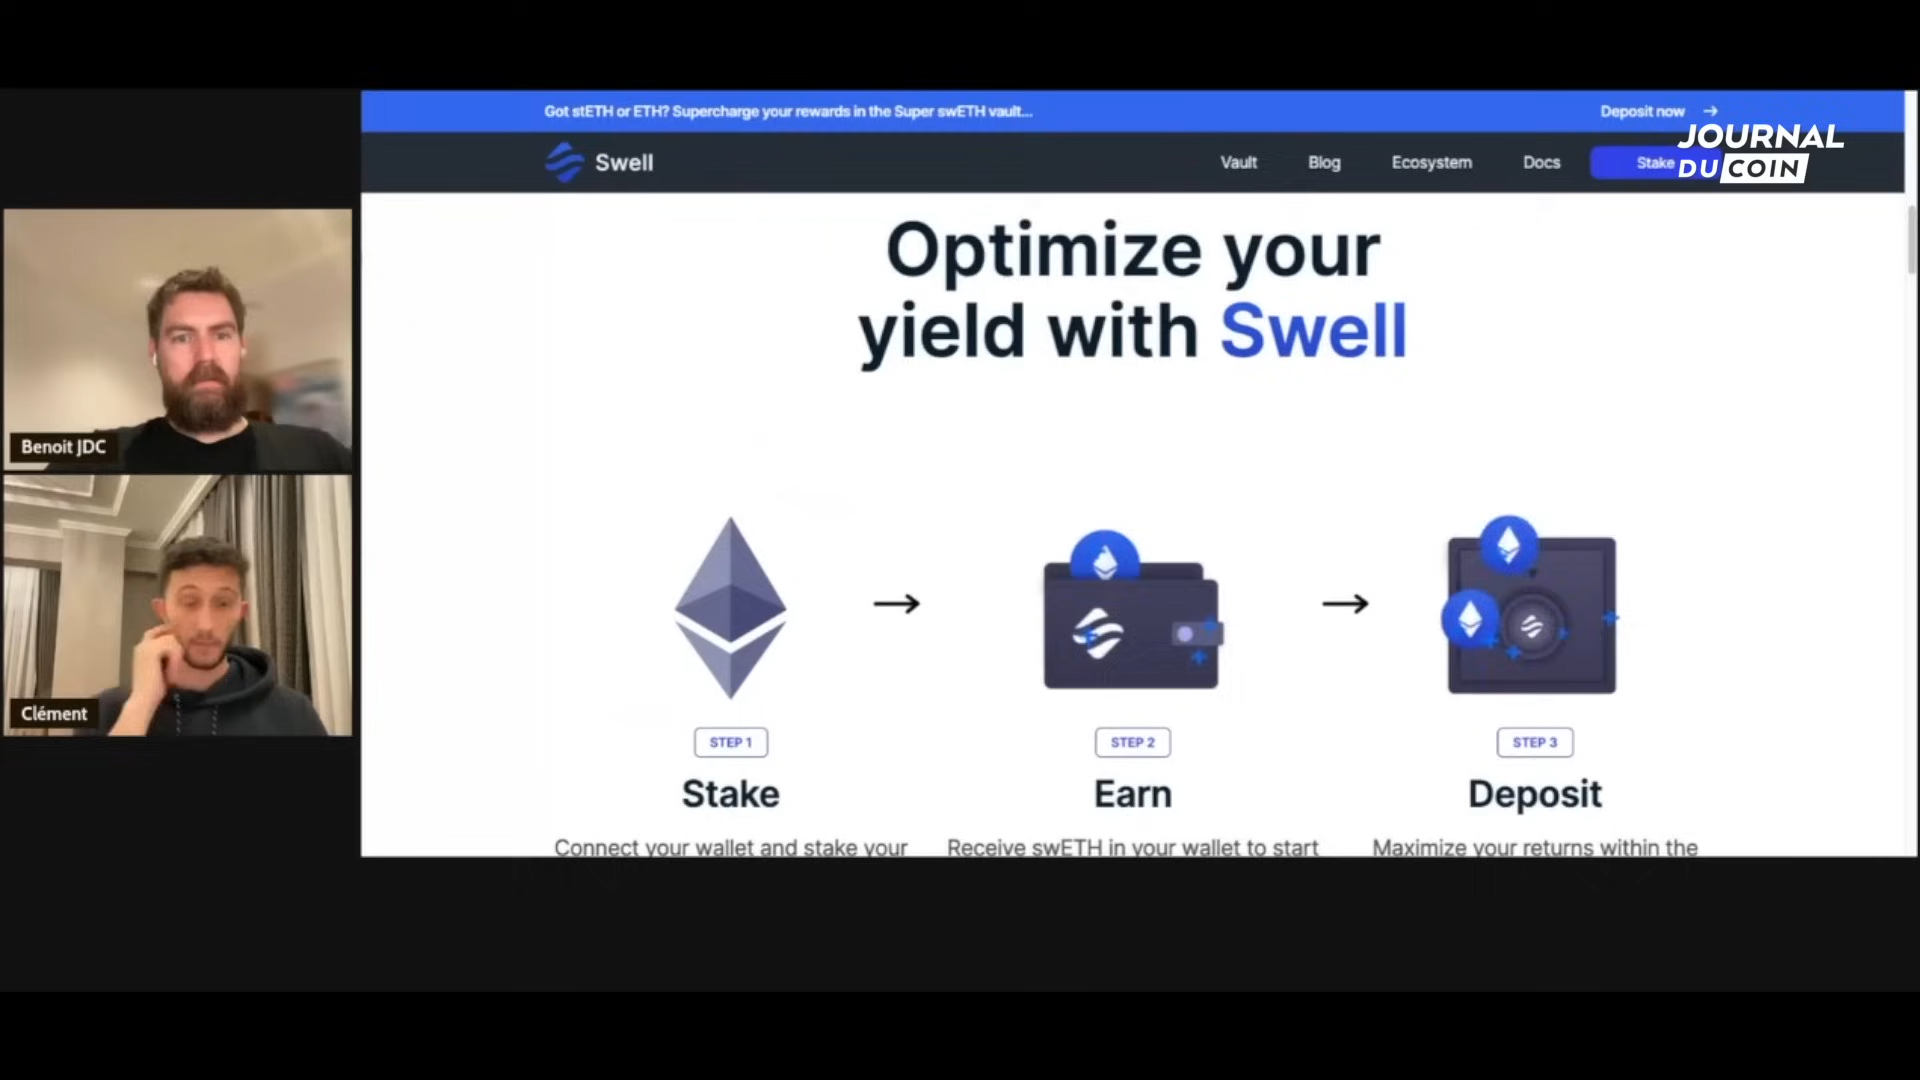 Got stETH or ETH? Supercharge your rewards in the Super swETH vault...
Deposit now
JOURNAL
DU COIN
Swell
Vault
Blog
Ecosystem
Docs
Stake
Optimize your
yield with Swell
Benoit JDC
Clément
STEP 1
STEP 2
STEP 3
Stake
Earn
Deposit
Connect your wallet and stake your
Receive swETH in your wallet to start
Maximize your returns within the